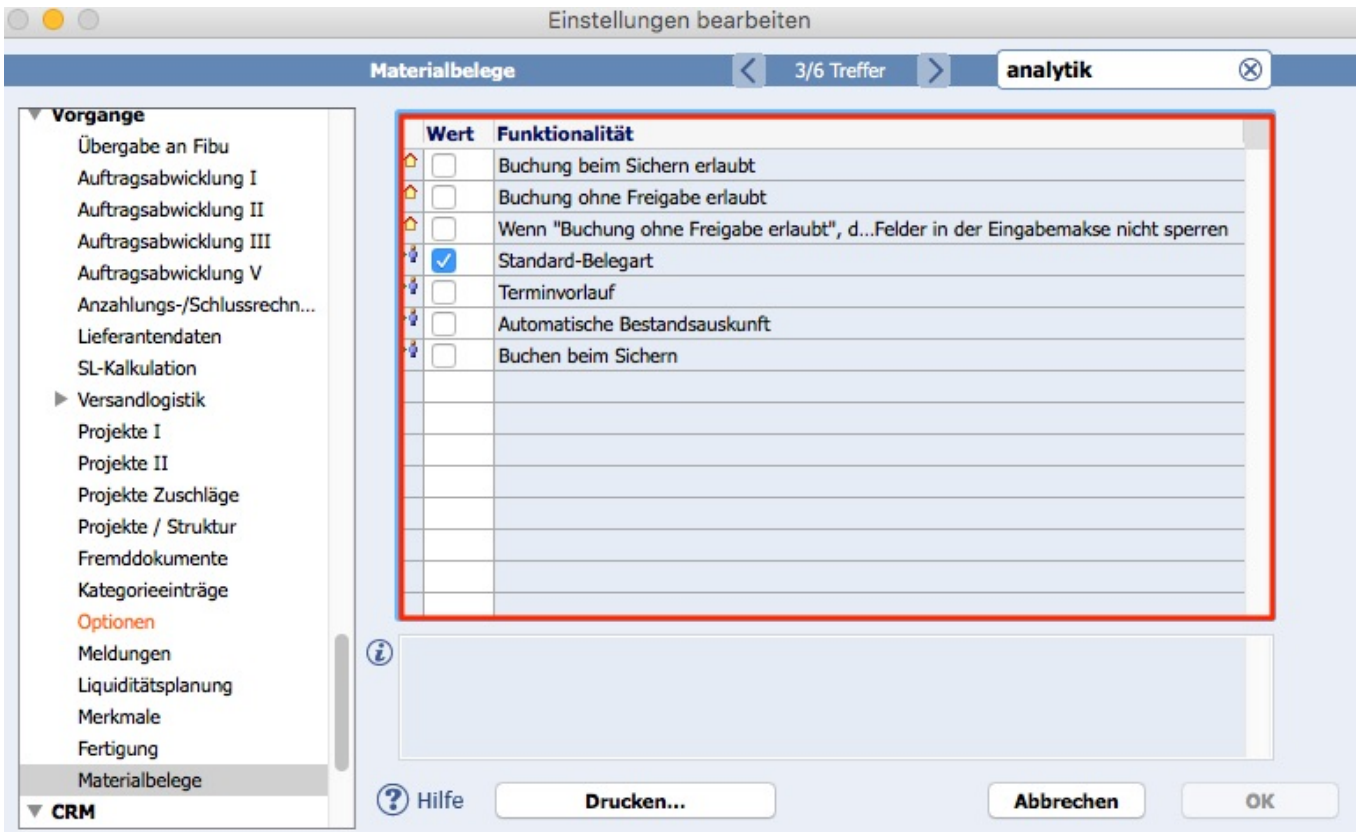 Einstellungen bearbeiten
Materialbelege
3/6 Treffer
analytik
Vorgänge
Übergabe an Fibu
Auftragsabwicklung I
Auftragsabwicklung II
Auftragsabwicklung III
Auftragsabwicklung V
Anzahlungs-/Schlussrechn...
Lieferantendaten
SL-Kalkulation
Versandlogistik
Projekte I
Projekte II
Projekte Zuschläge
Projekte / Struktur
Fremddokumente
Kategorieeinträge
Optionen
Meldungen
Liquiditätsplanung
Merkmale
Fertigung
Materialbelege
CRM
Wert Funktionalität
Buchung beim Sichern erlaubt
Buchung ohne Freigabe erlaubt
Wenn "Buchung ohne Freigabe erlaubt", d...Felder in der Eingabemakse nicht sperren
Standard-Belegart
Terminvorlauf
Automatische Bestandsauskunft
Buchen beim Sichern
i
? Hilfe
Drucken...
Abbrechen
OK